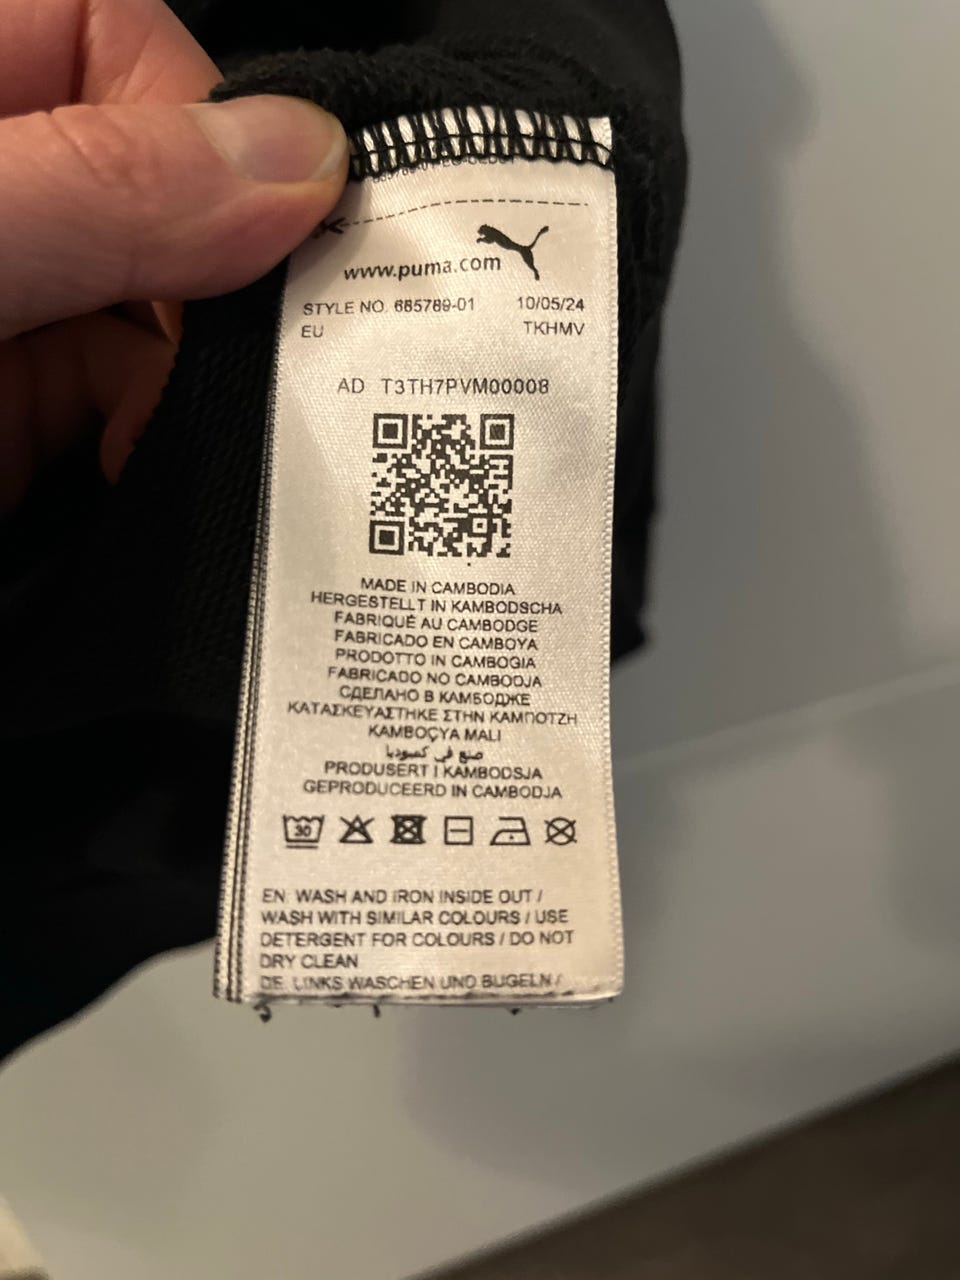 www.puma.com
STYLE NO. 685789-01 10/05/24
EU TKHMV
AD T3TH7PVM00008
MADE IN CAMBODIA
HERGESTELLT IN KAMBODSCHA
FABRIQUÉ AU CAMBODGE
FABRICADO EN CAMBOYA
PRODOTTO IN CAMBOGIA
FABRICADO NO CAMBODJA
СДЕЛАНО В КАМБОДЖЕ
ΚΑΤΑΣΚΕΥΑΣΤΗΚΕ ΣΤΗΝ ΚΑΜΠΟΤΖΗ
KAMBOÇYA MALI
صنع في كمبوديا
PRODUSERT I KAMBODSJA
GEPRODUCEERD IN CAMBODJA
30
EN: WASH AND IRON INSIDE OUT /
WASH WITH SIMILAR COLOURS / USE
DETERGENT FOR COLOURS / DO NOT
DRY CLEAN
DE: LINKS WASCHEN UND BÜGELN /